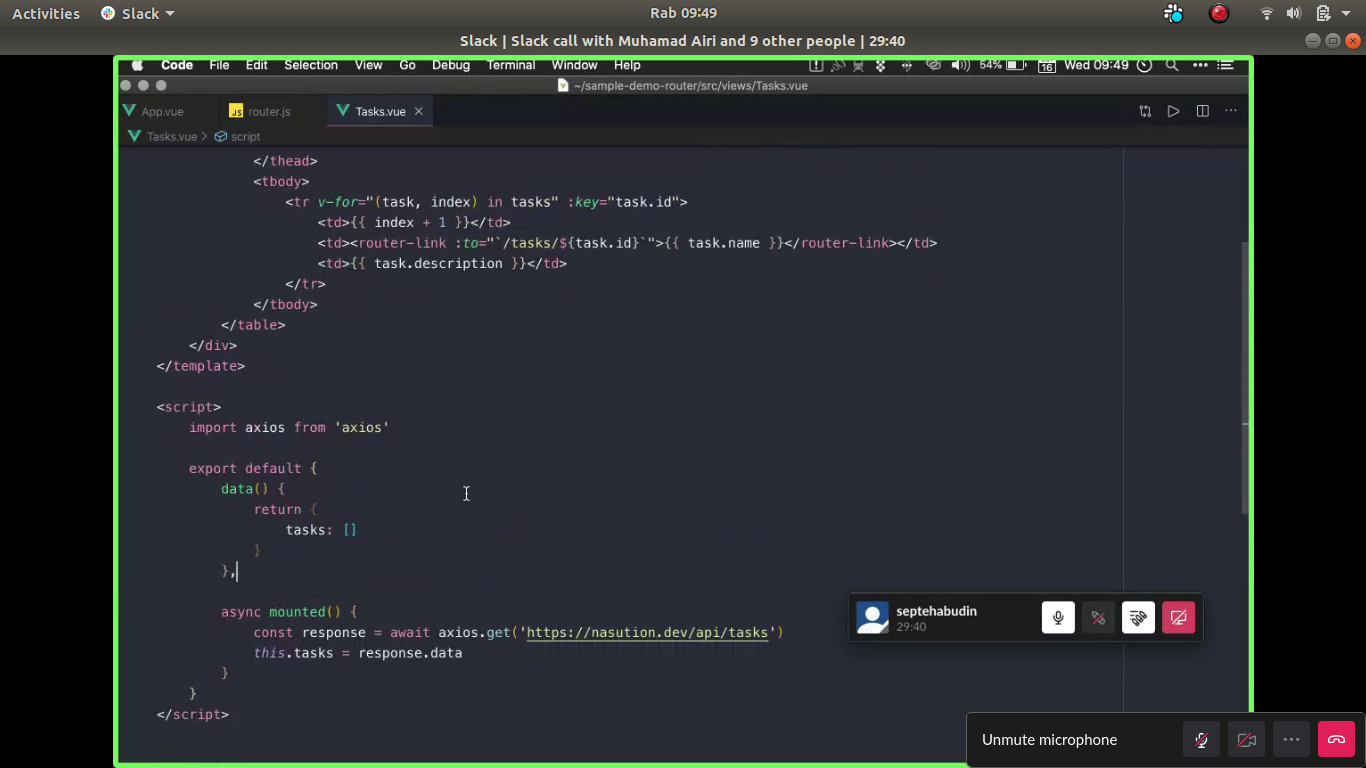 Activities Slack Rab 09:49
Slack | Slack call with Muhamad Airi and 9 other people | 29:40
Code File Edit Selection View Go Debug Terminal Window Help 54% 16 Wed 09:49
~/sample-demo-router/src/views/Tasks.vue
App.vue JS router.js Tasks.vue
Tasks.vue > script
</thead>
<tbody>
<tr v-for="(task, index) in tasks" :key="task.id">
<td>{{ index + 1 }}</td>
<td><router-link :to="`/tasks/${task.id}`">{{ task.name }}</router-link></td>
<td>{{ task.description }}</td>
</tr>
</tbody>
</table>
</div>
</template>
<script>
import axios from 'axios'
export default {
data() {
return {
tasks: []
}
},
async mounted() {
const response = await axios.get('https://nasution.dev/api/tasks')
this.tasks = response.data
}
}
</script>
septehabudin
29:40
Unmute microphone